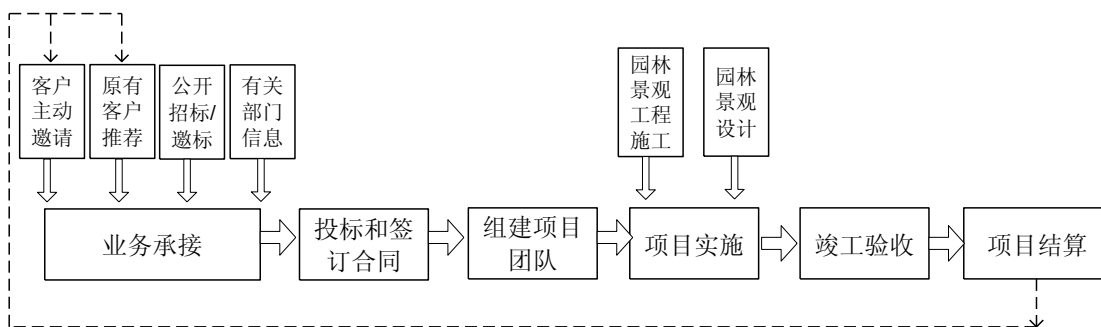 客户
主动
邀请
原有
客户
推荐
公开
招标/
邀标
有关
部门
信息
园林
景观
工程
施工
园林
景观
设计
业务承接
投标和签
订合同
组建项目
团队
项目实施
竣工验收
项目结算